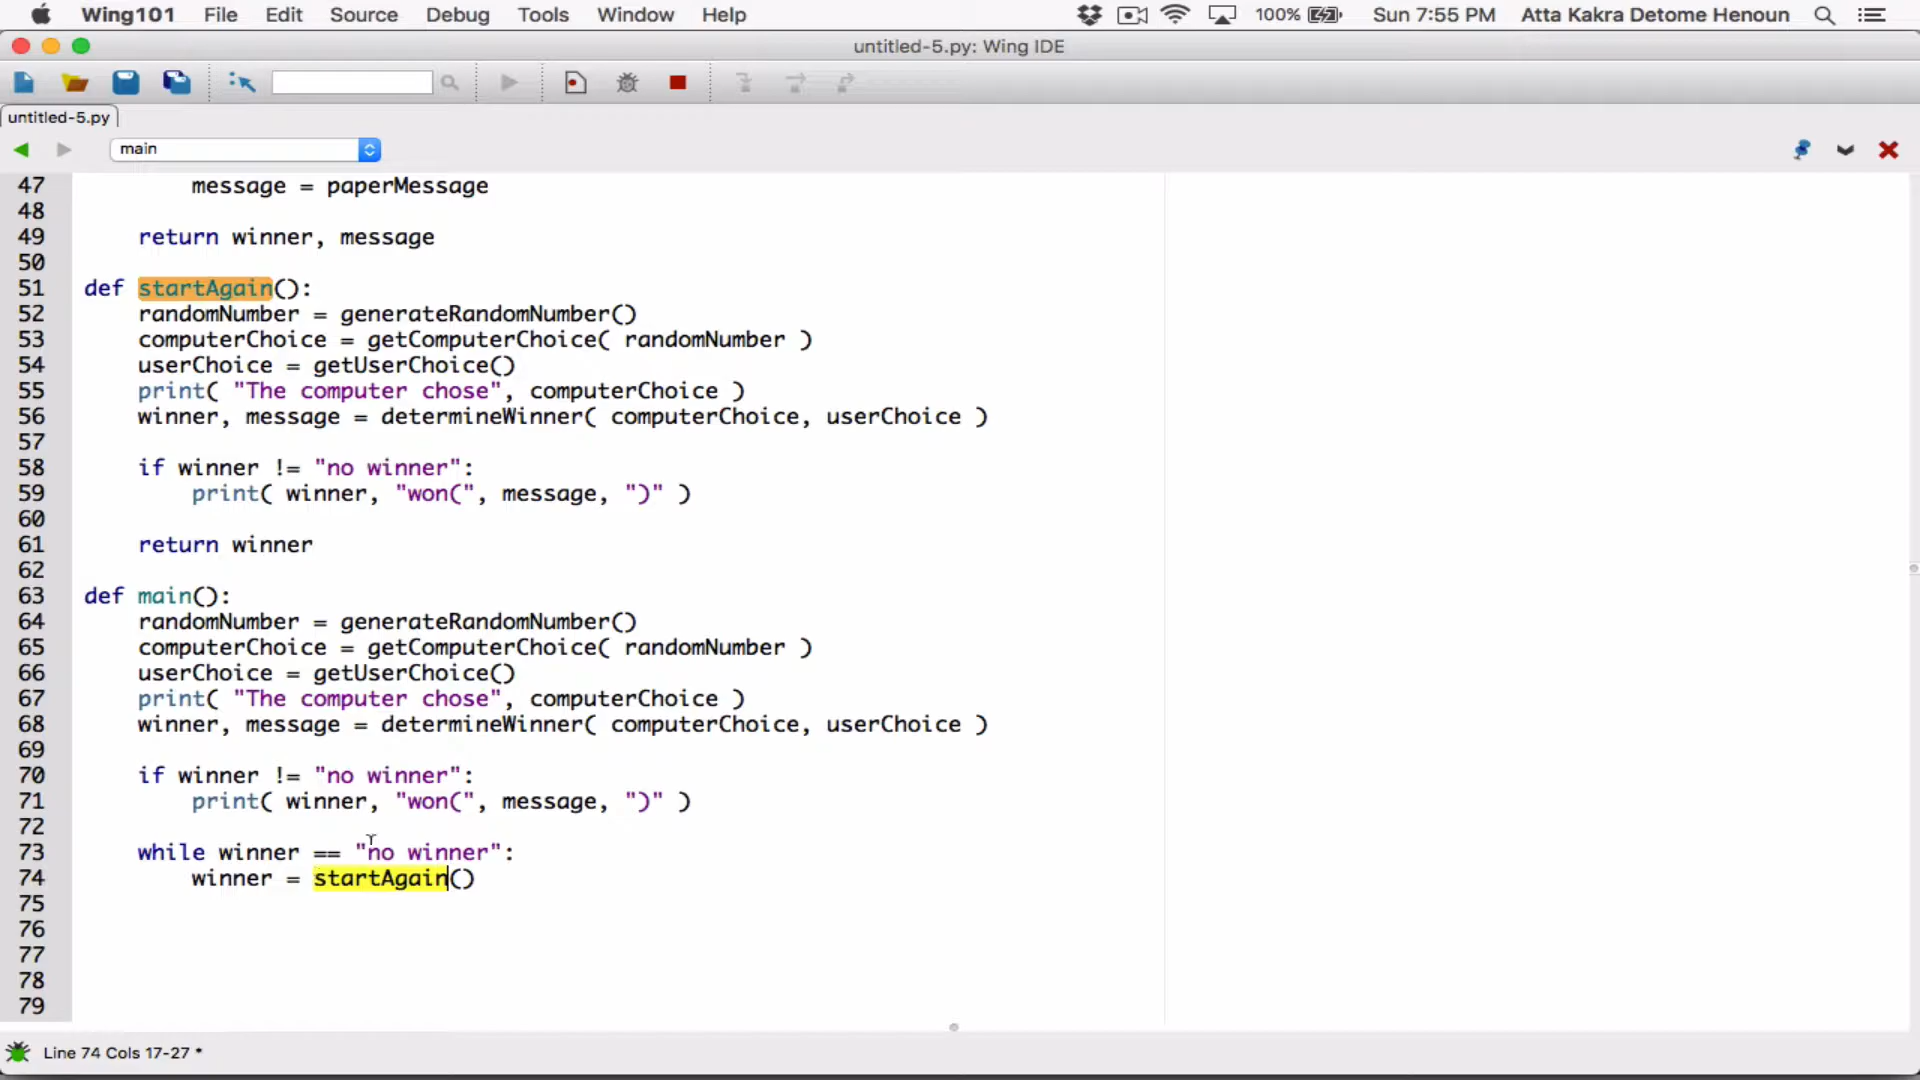 Wing101 File Edit Source Debug Tools Window Help 100% Sun 7:55 PM Atta Kakra Detome Henoun
untitled-5.py: Wing IDE
untitled-5.py
main
47 message = paperMessage
48
49 return winner, message
50
51 def startAgain():
52 randomNumber = generateRandomNumber()
53 computerChoice = getComputerChoice( randomNumber )
54 userChoice = getUserChoice()
55 print( "The computer chose", computerChoice )
56 winner, message = determineWinner( computerChoice, userChoice )
57
58 if winner != "no winner":
59 print( winner, "won(", message, ")" )
60
61 return winner
62
63 def main():
64 randomNumber = generateRandomNumber()
65 computerChoice = getComputerChoice( randomNumber )
66 userChoice = getUserChoice()
67 print( "The computer chose", computerChoice )
68 winner, message = determineWinner( computerChoice, userChoice )
69
70 if winner != "no winner":
71 print( winner, "won(", message, ")" )
72
73 while winner == "no winner":
74 winner = startAgain()
75
76
77
78
79
Line 74 Cols 17-27 *